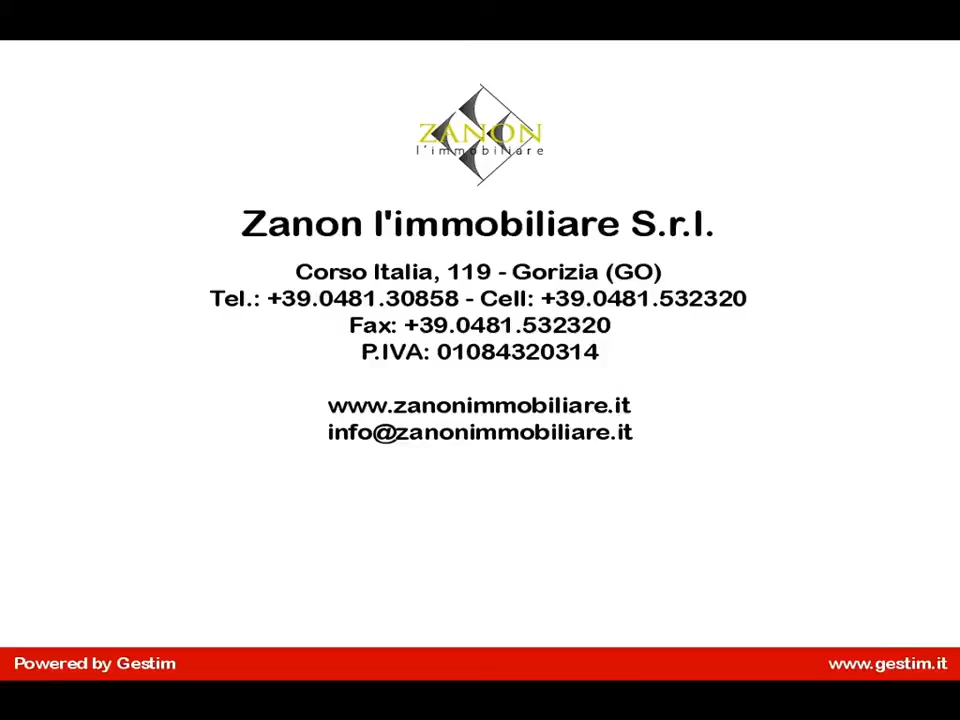 ZANON
l'immobiliare
Zanon l'immobiliare S.r.l.
Corso Italia, 119 - Gorizia (GO)
Tel.: +39.0481.30858 - Cell: +39.0481.532320
Fax: +39.0481.532320
P.IVA: 01084320314
www.zanonimmobiliare.it
info@zanonimmobiliare.it
Powered by Gestim
www.gestim.it